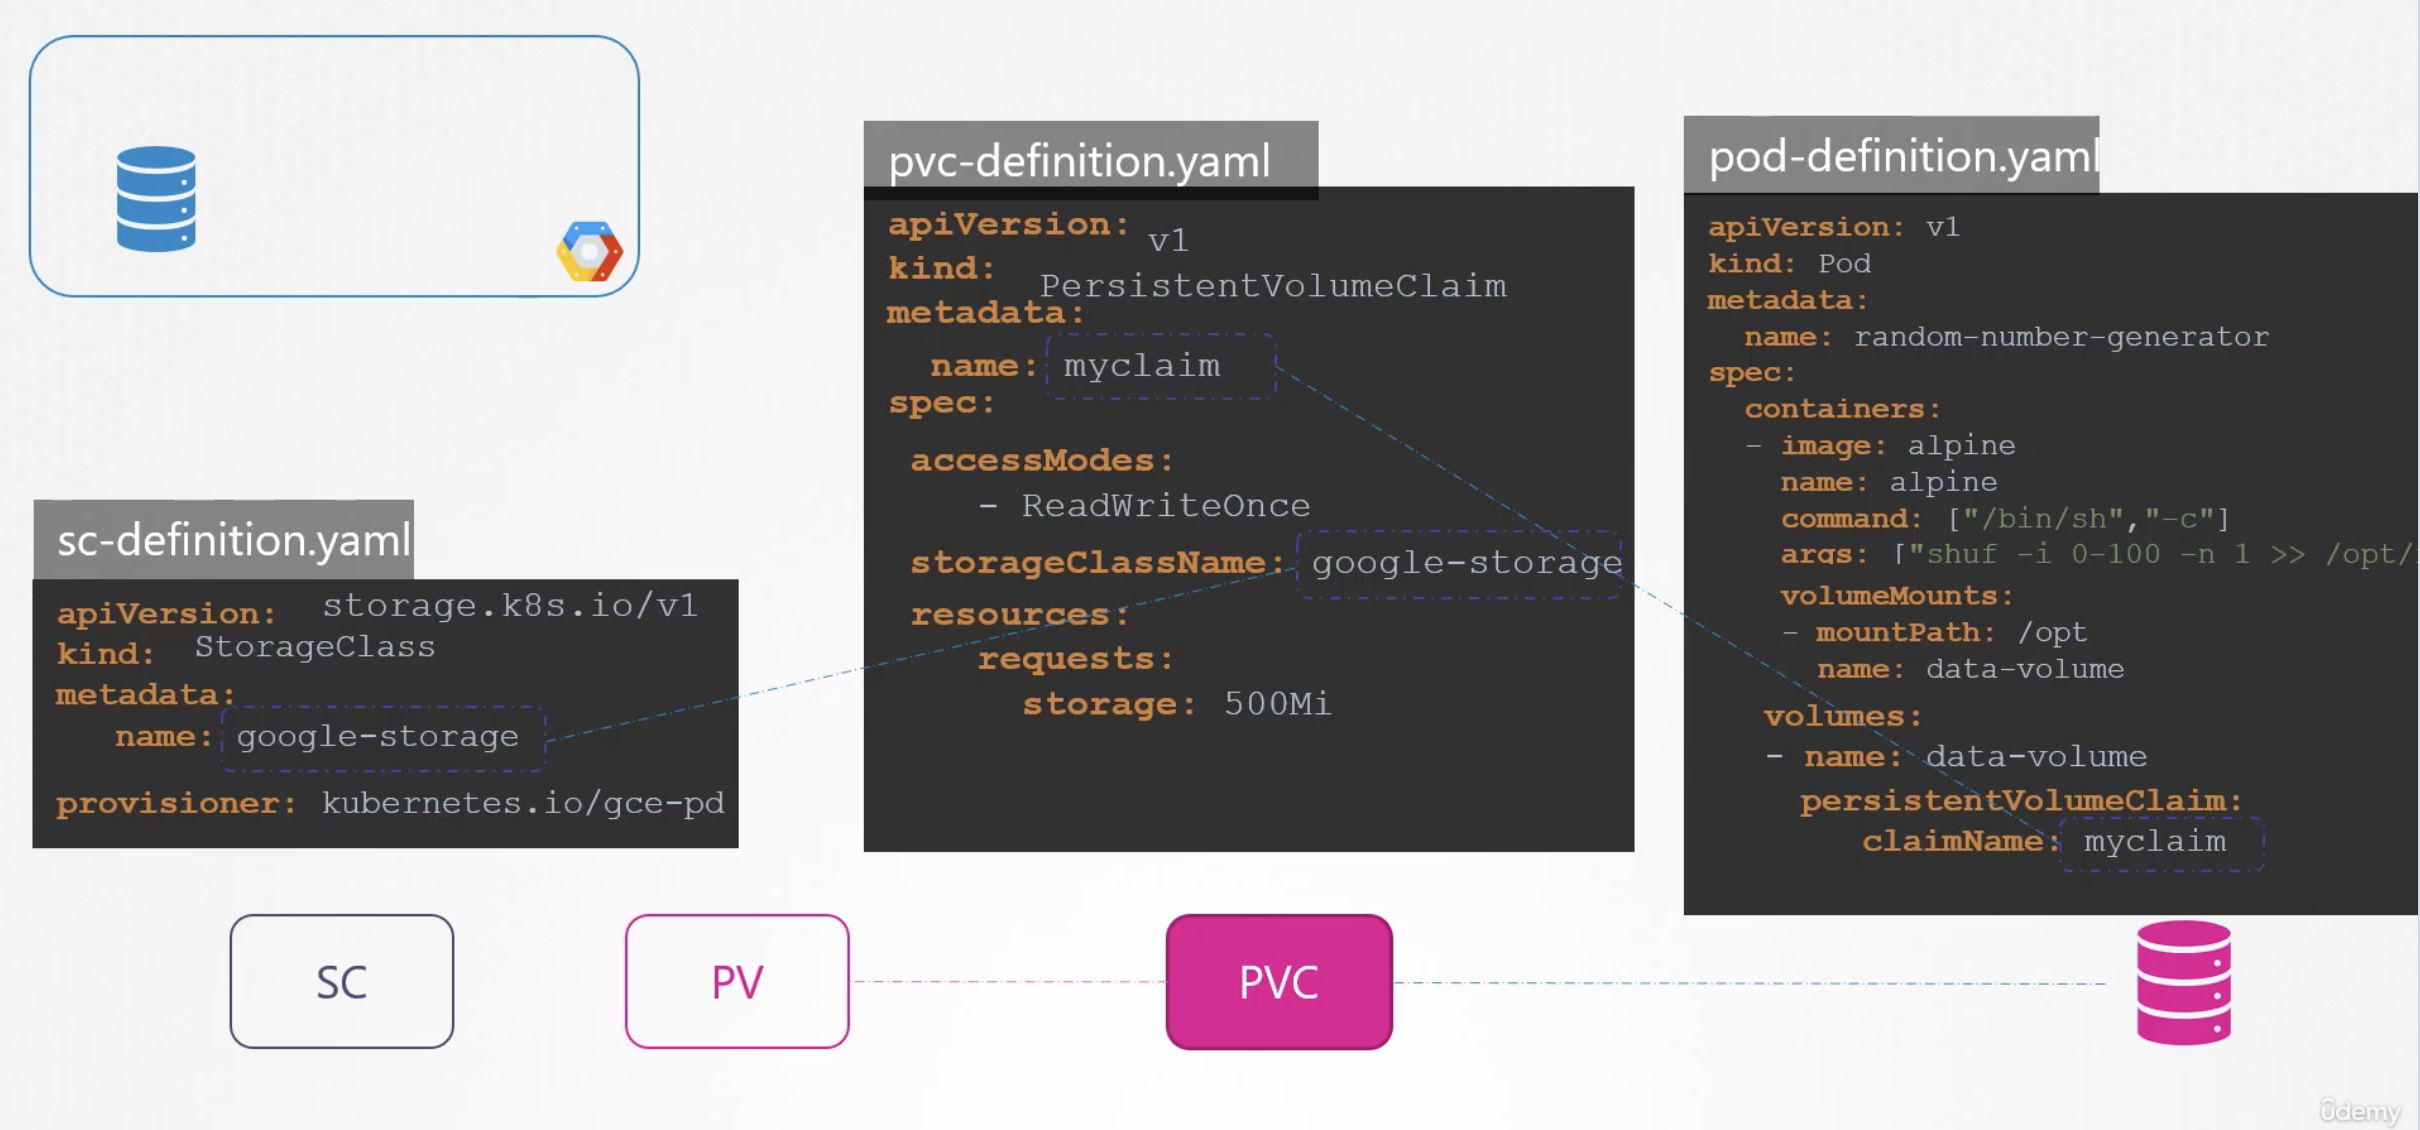 pvc-definition.yaml
apiVersion: v1
kind: PersistentVolumeClaim
metadata:
name: myclaim
spec:
accessModes:
- ReadWriteOnce
storageClassName: google-storage
resources:
requests:
storage: 500Mi
pod-definition.yaml
apiVersion: v1
kind: Pod
metadata:
name: random-number-generator
spec:
containers:
- image: alpine
name: alpine
command: ["/bin/sh","-c"]
args: ["shuf -i 0-100 -n 1 >> /opt/
volumeMounts:
- mountPath: /opt
name: data-volume
volumes:
- name: data-volume
persistentVolumeClaim:
claimName: myclaim
sc-definition.yaml
apiVersion: storage.k8s.io/v1
kind: StorageClass
metadata:
name: google-storage
provisioner: kubernetes.io/gce-pd
SC
PV
PVC
ûdemy